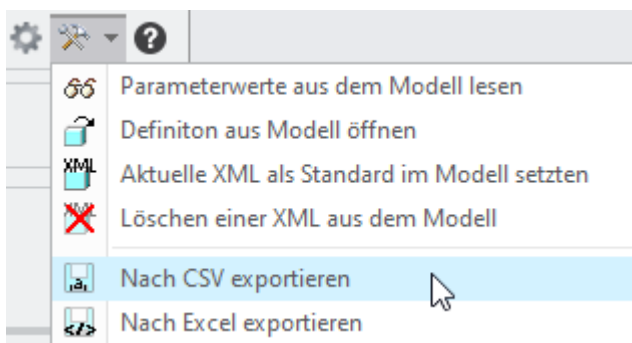 Parameterwerte aus dem Modell lesen
Definiton aus Modell öffnen
XML
Aktuelle XML als Standard im Modell setzten
Löschen einer XML aus dem Modell
,a,
Nach CSV exportieren
</>
Nach Excel exportieren